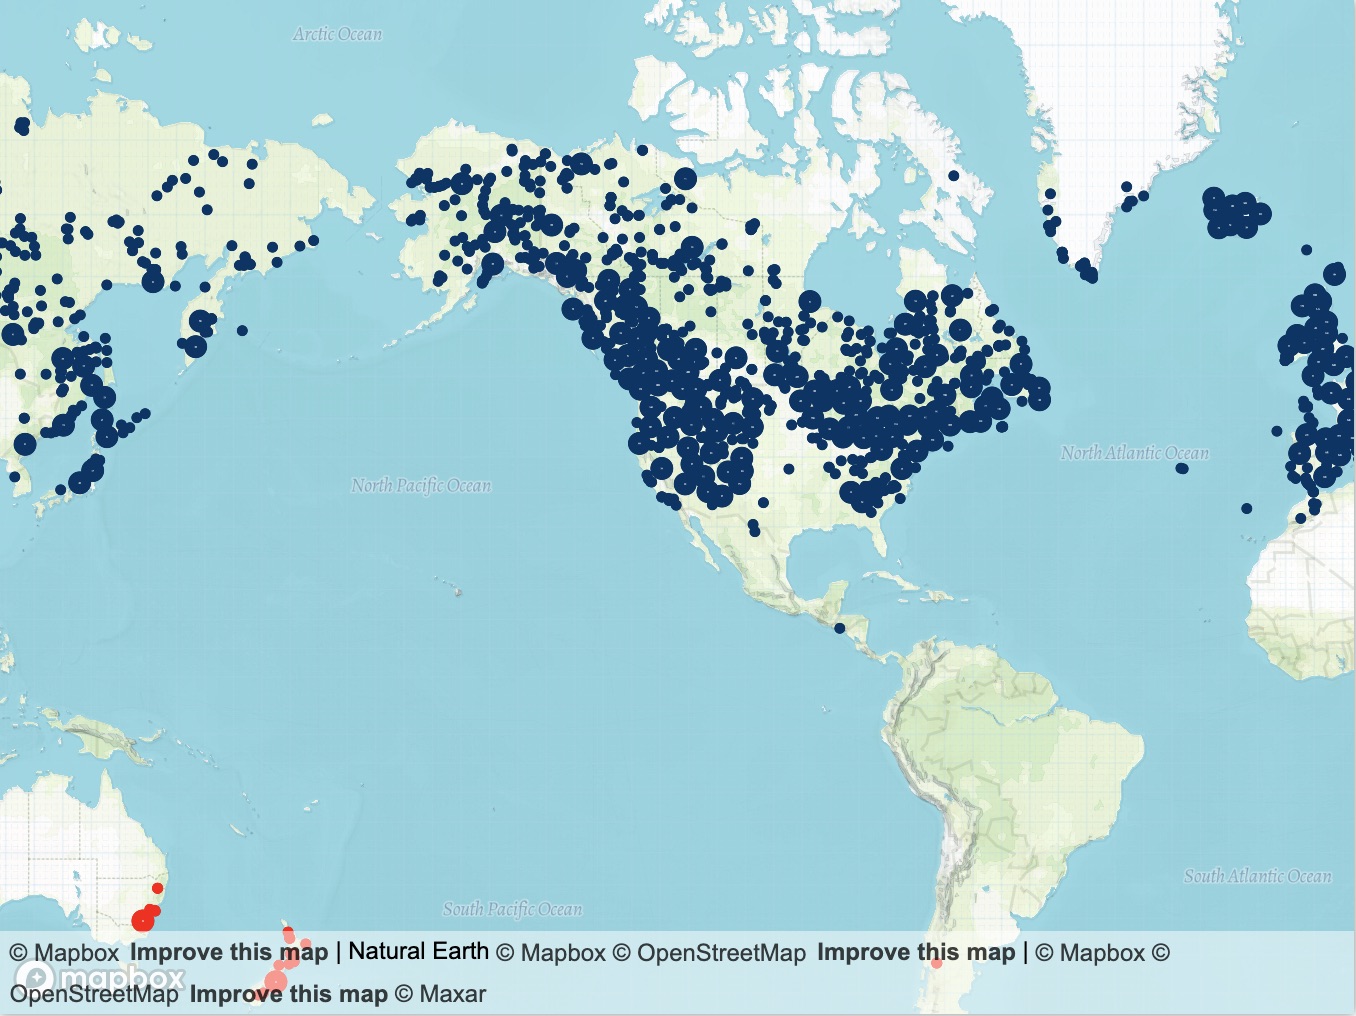 Arctic Ocean
North Atlantic Ocean
North Pacific Ocean
South Atlantic Ocean
South Pacific Ocean
© Mapbox Improve this map | Natural Earth © Mapbox © OpenStreetMap Improve this map | © Mapbox ©
mapbox
OpenStreetMap Improve this map © Maxar